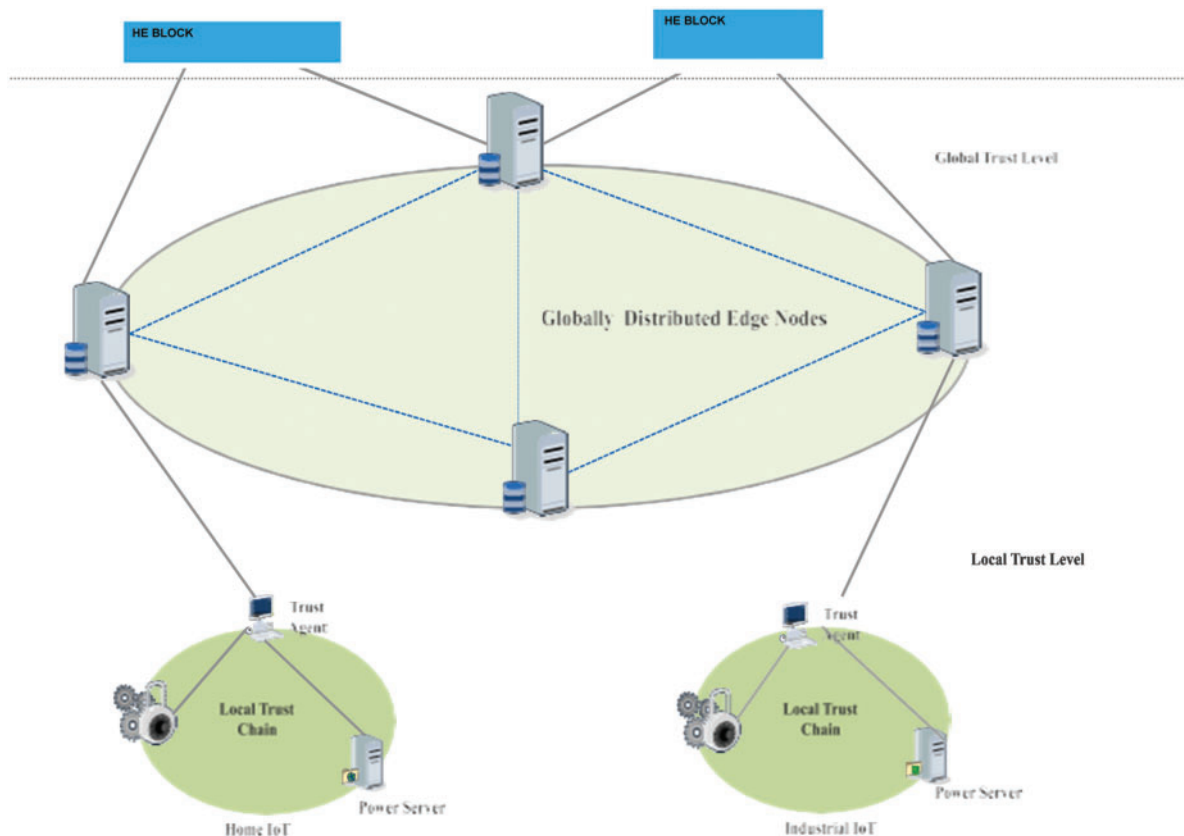 HE BLOCK
HE BLOCK
Global Trust Level
Globally Distributed Edge Nodes
Local Trust Level
Trust
Agent
Trust
Agent
Local Trust
Chain
Local Trust
Chain
Power Server
Power Server
Home IoT
Industrial IoT